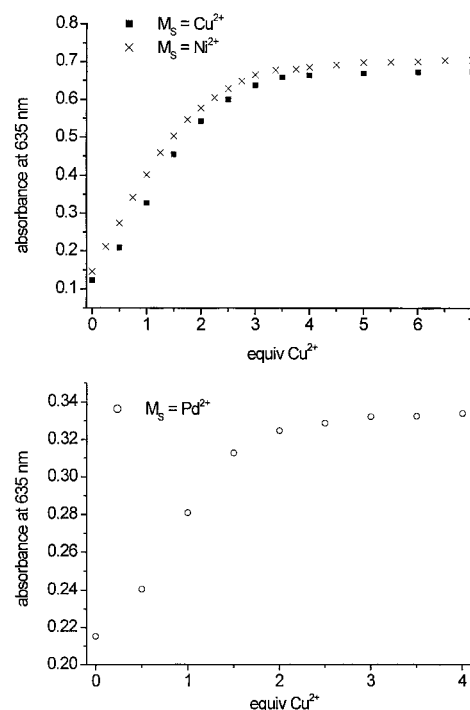 ■ M_S = Cu²⁺
× M_S = Ni²⁺
0.8
0.7
0.6
0.5
0.4
0.3
0.2
0.1
absorbance at 635 nm
0 1 2 3 4 5 6 7
equiv Cu²⁺
○ M_S = Pd²⁺
0.34
0.32
0.30
0.28
0.26
0.24
0.22
0.20
absorbance at 635 nm
0 1 2 3 4
equiv Cu²⁺